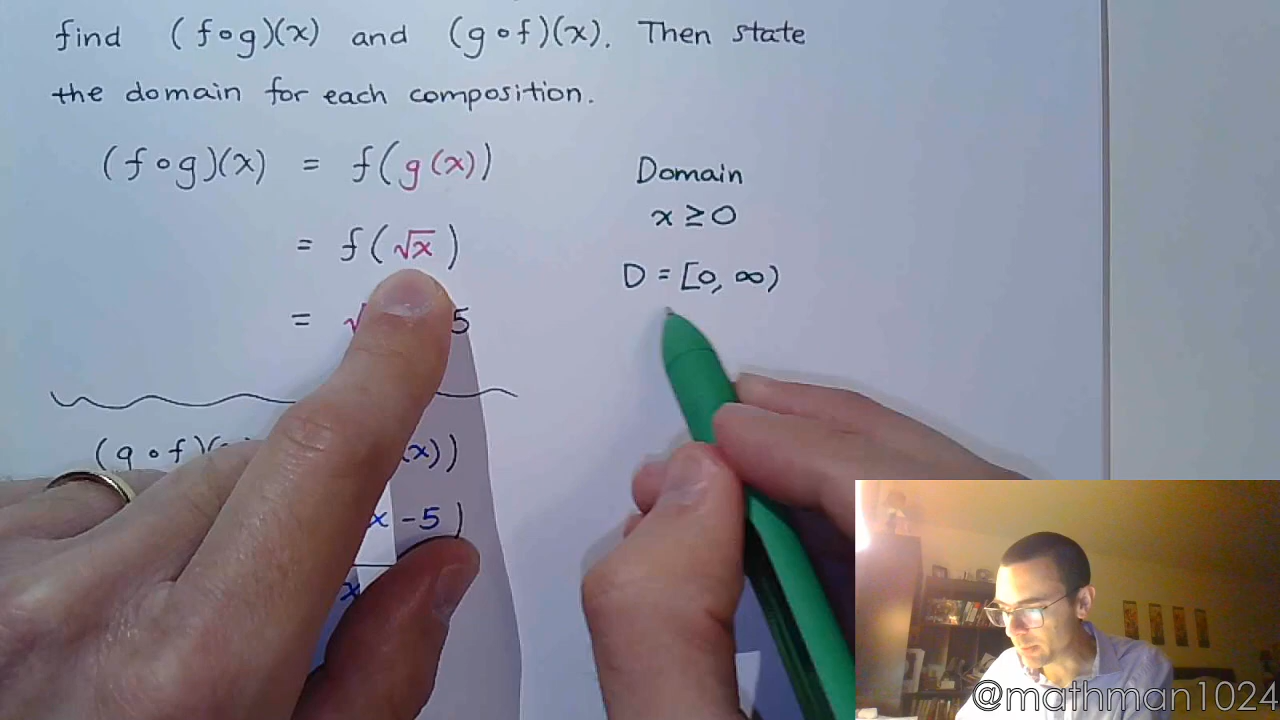 find (f∘g)(x) and (g∘f)(x). Then state
the domain for each composition.
(f∘g)(x) = f(g(x))
= f(√x)
= 5
Domain
x ≥ 0
D = [0, ∞)
(g∘f)( x))
x - 5)
x
@mathman1024